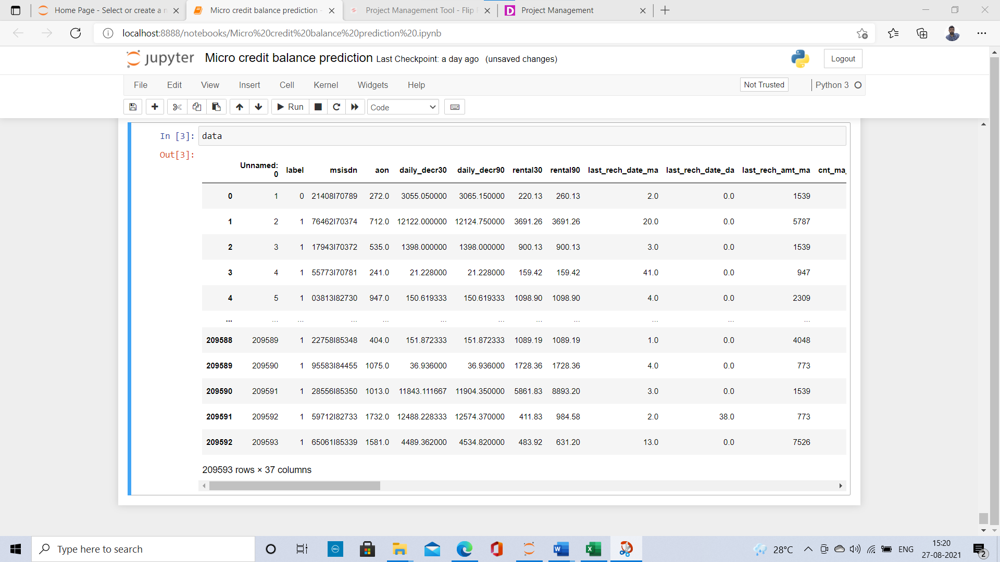 Home Page - Select or create a n
Micro credit balance prediction -
Project Management Tool - Flip
Project Management
localhost:8888/notebooks/Micro%20credit%20balance%20prediction%20.ipynb
jupyter Micro credit balance prediction Last Checkpoint: a day ago (unsaved changes)
Logout
File Edit View Insert Cell Kernel Widgets Help
Not Trusted
Python 3
Run
Code
In [3]: data
Out[3]:
Unnamed: 0 label msisdn aon daily_decr30 daily_decr90 rental30 rental90 last_rech_date_ma last_rech_date_da last_rech_amt_ma cnt_ma_
0 1 0 21408I70789 272.0 3055.050000 3065.150000 220.13 260.13 2.0 0.0 1539
1 2 1 76462I70374 712.0 12122.000000 12124.750000 3691.26 3691.26 20.0 0.0 5787
2 3 1 17943I70372 535.0 1398.000000 1398.000000 900.13 900.13 3.0 0.0 1539
3 4 1 55773I70781 241.0 21.228000 21.228000 159.42 159.42 41.0 0.0 947
4 5 1 03813I82730 947.0 150.619333 150.619333 1098.90 1098.90 4.0 0.0 2309
... ... ... ... ... ... ... ... ... ... ... ...
209588 209589 1 22758I85348 404.0 151.872333 151.872333 1089.19 1089.19 1.0 0.0 4048
209589 209590 1 95583I84455 1075.0 36.936000 36.936000 1728.36 1728.36 4.0 0.0 773
209590 209591 1 28556I85350 1013.0 11843.111667 11904.350000 5861.83 8893.20 3.0 0.0 1539
209591 209592 1 59712I82733 1732.0 12488.228333 12574.370000 411.83 984.58 2.0 38.0 773
209592 209593 1 65061I85339 1581.0 4489.362000 4534.820000 483.92 631.20 13.0 0.0 7526
209593 rows × 37 columns
Type here to search
28°C
ENG
15:20
27-08-2021
2